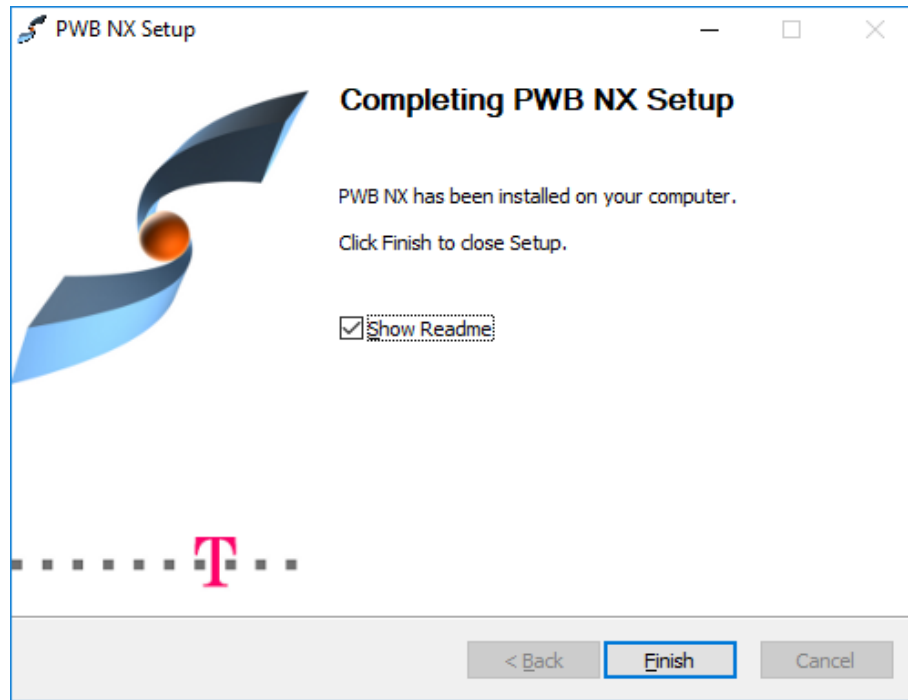 PWB NX Setup
Completing PWB NX Setup
PWB NX has been installed on your computer.
Click Finish to close Setup.
Show Readme
T
< Back
Finish
Cancel